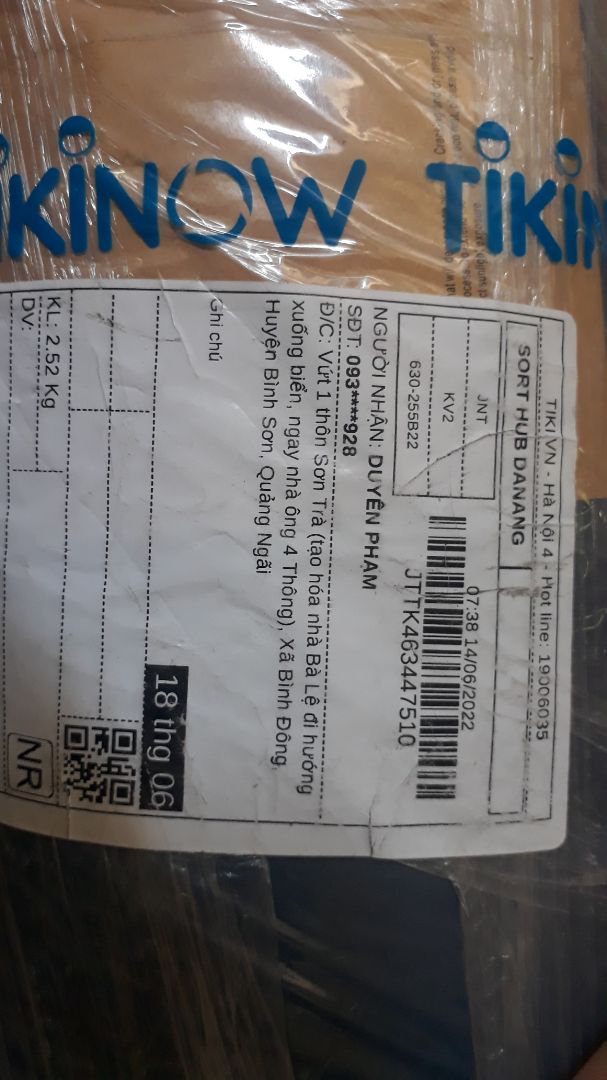 TIKINOW TIKIN
TIKI.VN - Hà Nội 4 - Hot line: 19006035
SORT HUB DANANG
JNT
KV2
630-255B22
07:38 14/06/2022
JTTK463447510
NGƯỜI NHẬN: DUYÊN PHẠM
SĐT: 093****928
Đ/C: Vứt 1 thôn Sơn Trà (tạo hóa nhà Bà Lệ đi hướng
xuống biển, ngay nhà ông 4 Thông), Xã Bình Đông,
Huyện Bình Sơn, Quảng Ngãi
Ghi chú
18 thg 06
KL: 2.52 Kg
DV:
NR